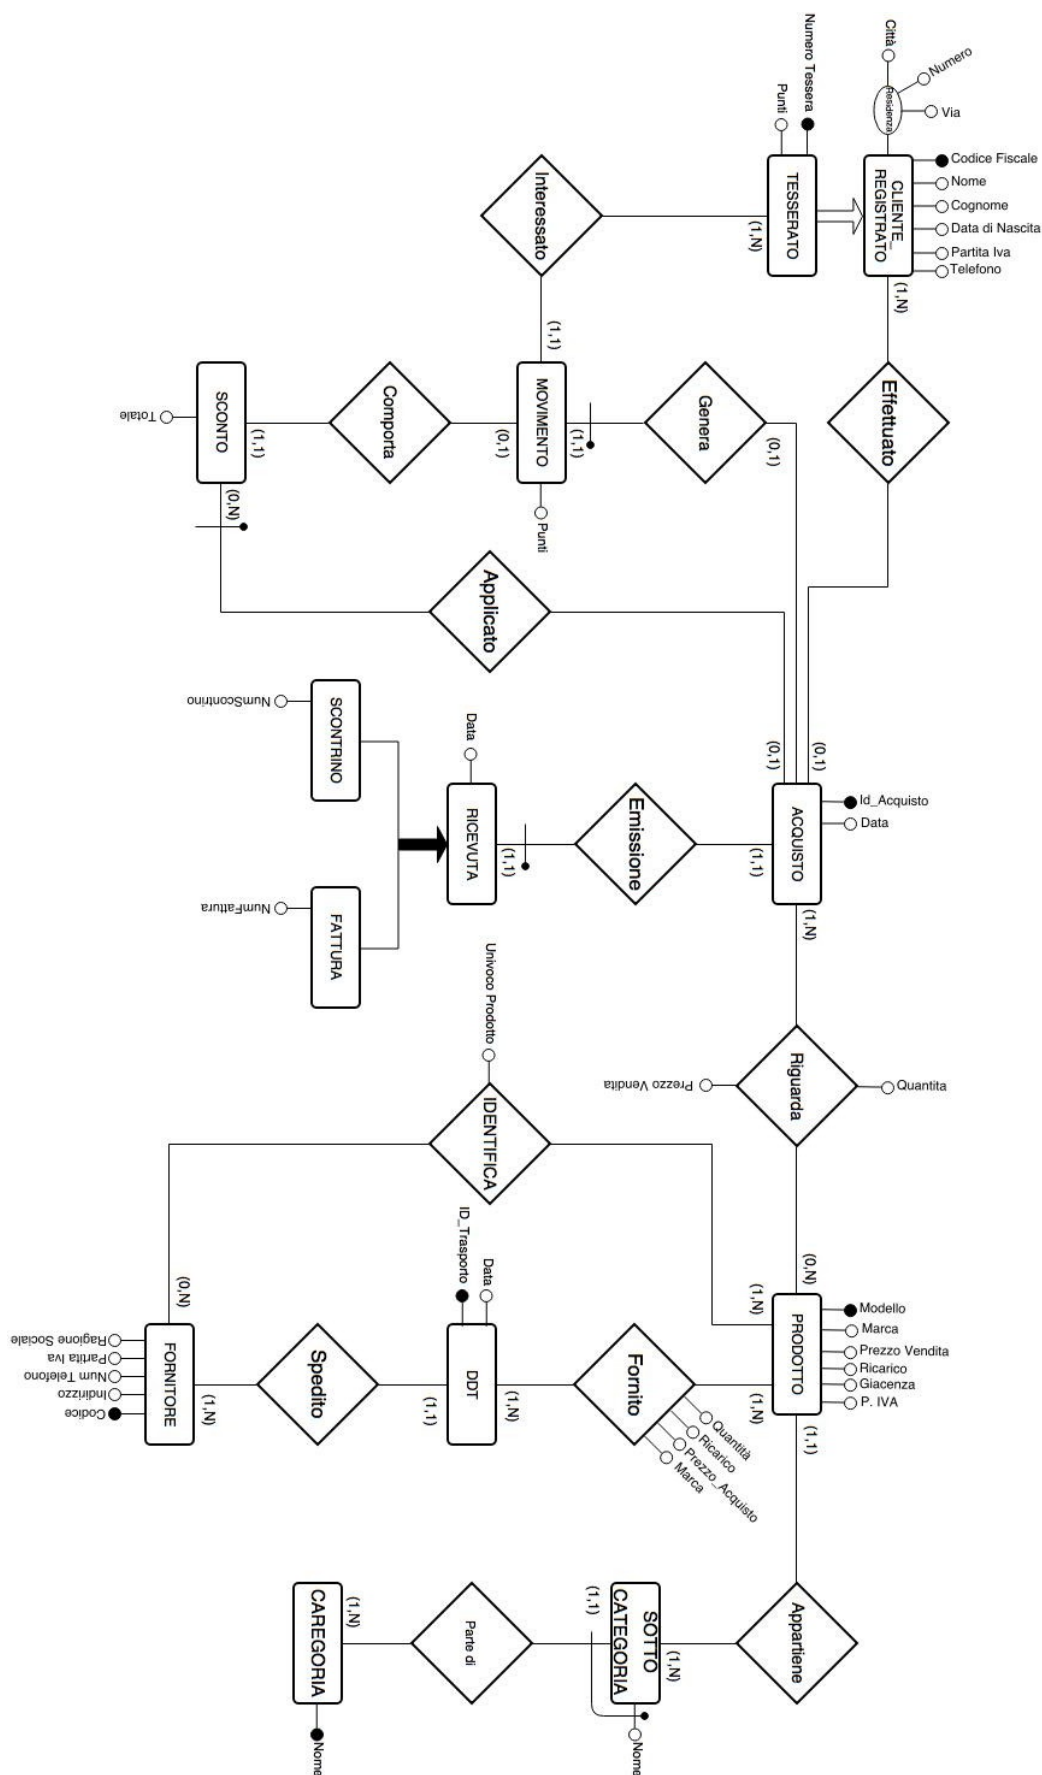 Città
Numero
Residenza
Via
Numero Tessera
Punti
Codice Fiscale
Nome
Cognome
Data di Nascita
Partita Iva
Telefono
CLIENTE_
REGISTRATO
TESSERATO
(1,N)
(1,N)
Interessato
(1,1)
Effettuato
Genera
(0,1)
MOVIMENTO
(1,1)
(0,1)
Punti
Comporta
SCONTO
(1,1)
Totale
(0,N)
Applicato
(0,1)
(0,1)
Id_Acquisto
Data
ACQUISTO
(1,1)
(1,N)
Emissione
Data
RICEVUTA
(1,1)
SCONTRINO
NumScontrino
FATTURA
NumFattura
Univoco Prodotto
IDENTIFICA
Riguarda
Quantita
Prezzo Vendita
(0,N)
(1,N)
PRODOTTO
Modello
Marca
Prezzo Vendita
Ricarico
Giacenza
P. IVA
(1,N)
(1,1)
Fornito
Quantità
Ricarico
Prezzo_Acquisto
Marca
ID_Trasporto
Data
DDT
(1,N)
(1,1)
Spedito
(0,N)
FORNITORE
(1,N)
Ragione Sociale
Partita Iva
Num Telefono
Indirizzo
Codice
Appartiene
(1,N)
SOTTO
CATEGORIA
(1,1)
Nome
Parte di
(1,N)
CAREGORIA
Nome